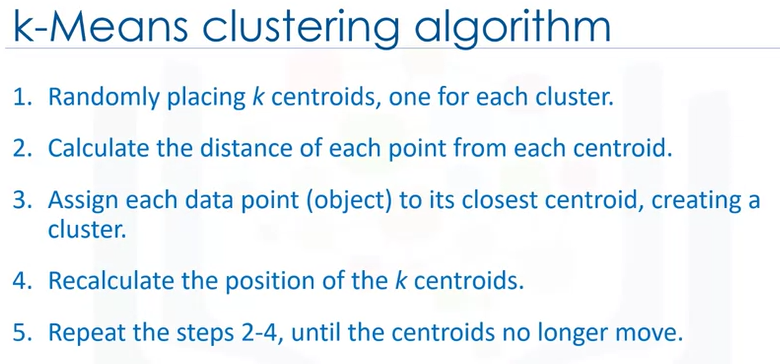 k-Means clustering algorithm
1. Randomly placing k centroids, one for each cluster.
2. Calculate the distance of each point from each centroid.
3. Assign each data point (object) to its closest centroid, creating a
cluster.
4. Recalculate the position of the k centroids.
5. Repeat the steps 2-4, until the centroids no longer move.